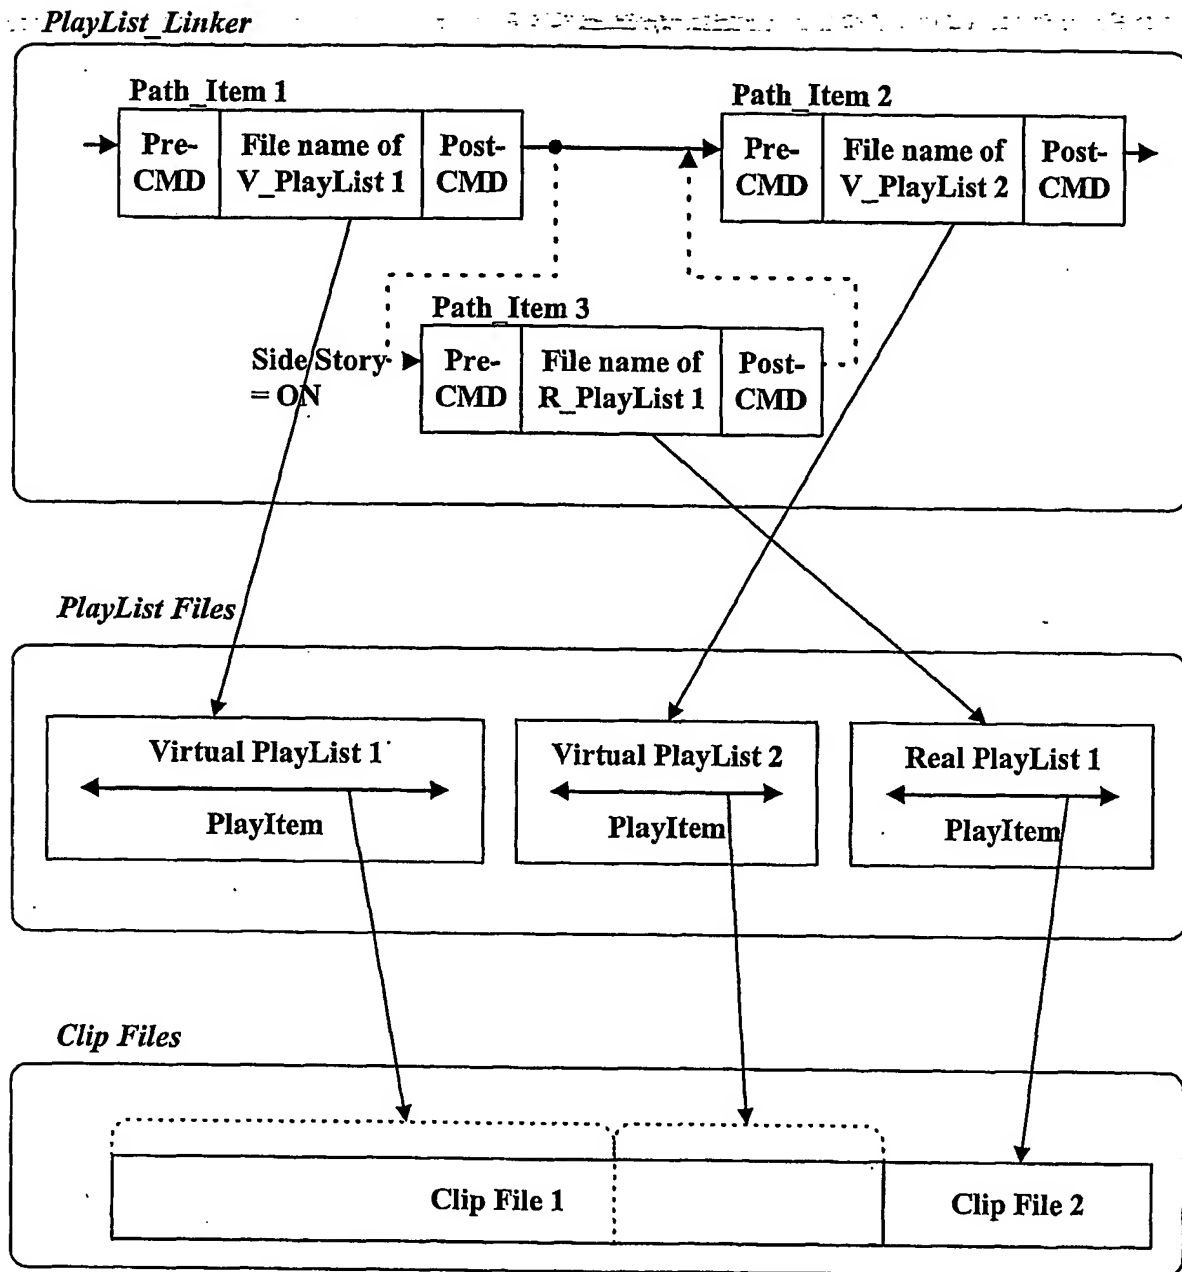 PlayList_Linker
Path_Item 1
Pre-
CMD
File name of
V_PlayList 1
Post-
CMD
Path_Item 2
Pre-
CMD
File name of
V_PlayList 2
Post-
CMD
Path_Item 3
Side Story
= ON
Pre-
CMD
File name of
R_PlayList 1
Post-
CMD
PlayList Files
Virtual PlayList 1
PlayItem
Virtual PlayList 2
PlayItem
Real PlayList 1
PlayItem
Clip Files
Clip File 1
Clip File 2